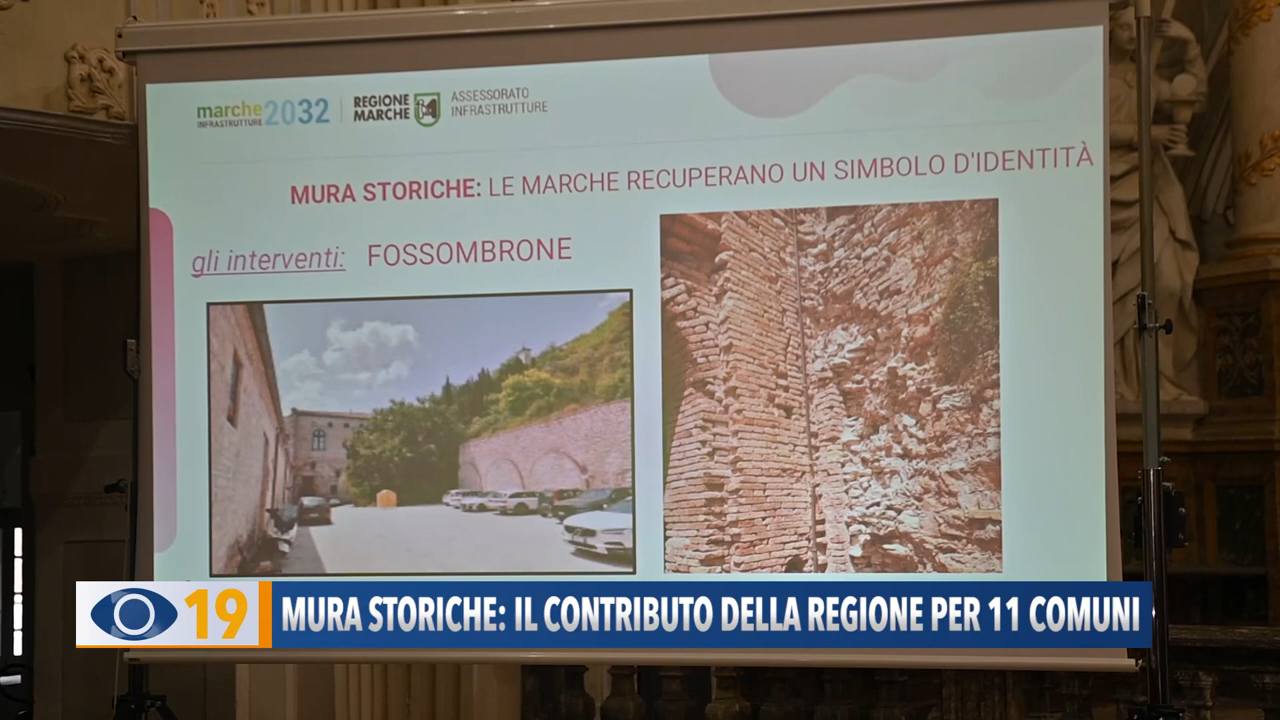 marche 2032
INFRASTRUTTURE
REGIONE
MARCHE
ASSESSORATO
INFRASTRUTTURE
MURA STORICHE: LE MARCHE RECUPERANO UN SIMBOLO D'IDENTITÀ
gli interventi: FOSSOMBRONE
19 MURA STORICHE: IL CONTRIBUTO DELLA REGIONE PER 11 COMUNI